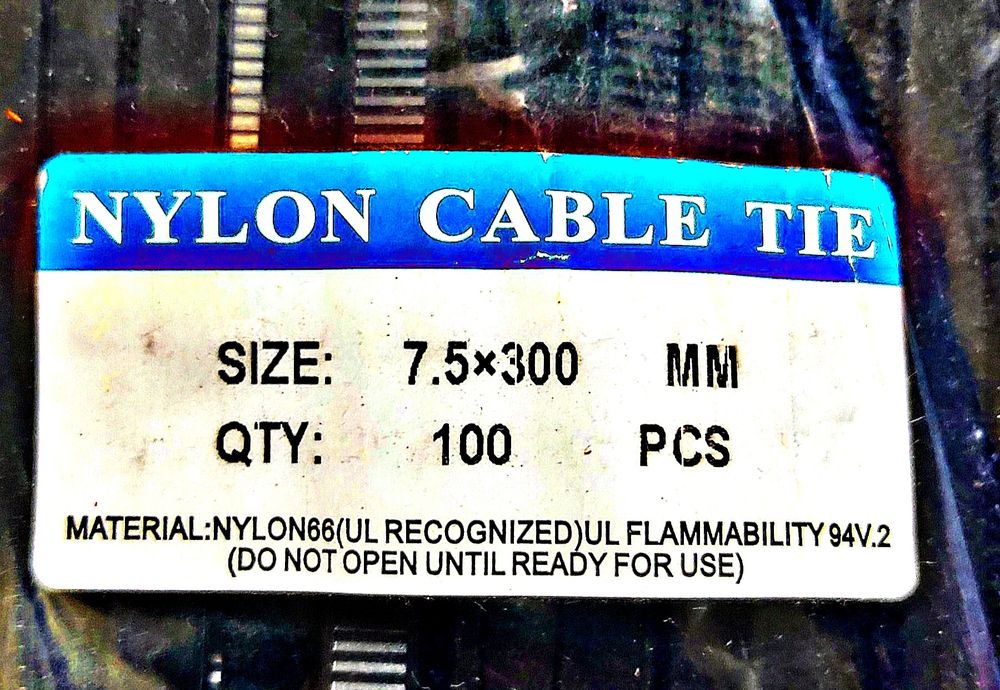 NYLON CABLE TIE
SIZE: 7.5×300 MM
QTY: 100 PCS
MATERIAL:NYLON66(UL RECOGNIZED)UL FLAMMABILITY 94V.2
(DO NOT OPEN UNTIL READY FOR USE)